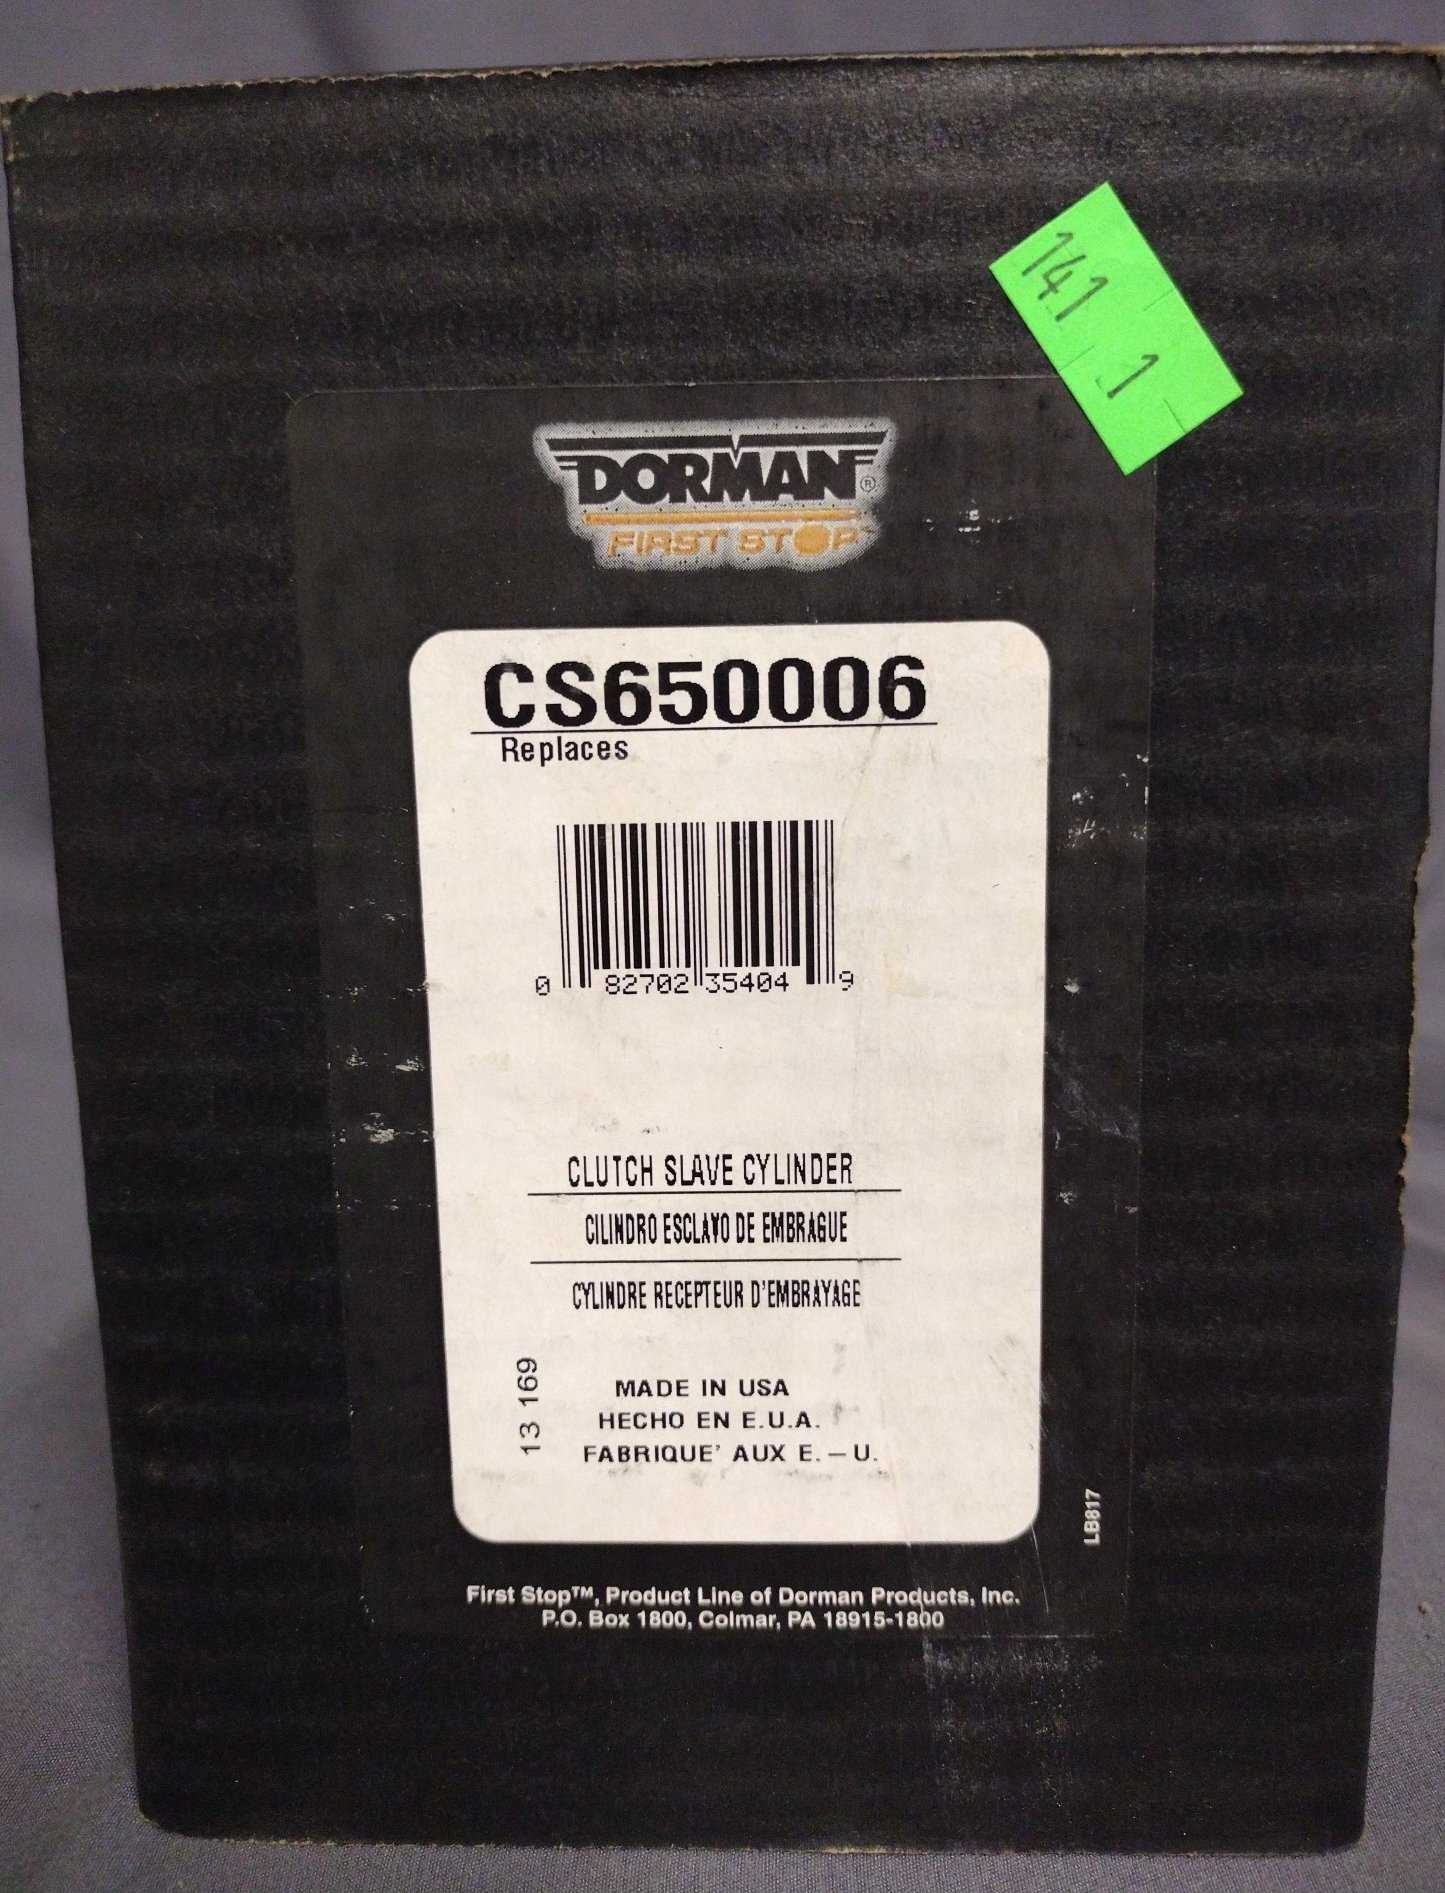 141
1
DORMAN®
FIRST STOP
CS650006
Replaces
0 82702 35404 9
CLUTCH SLAVE CYLINDER
CILINDRO ESCLAVO DE EMBRAGUE
CYLINDRE RECEPTEUR D'EMBRAYAGE
13 169
MADE IN USA
HECHO EN E.U.A.
FABRIQUE' AUX E. – U.
LB817
First Stop™, Product Line of Dorman Products, Inc.
P.O. Box 1800, Colmar, PA 18915-1800